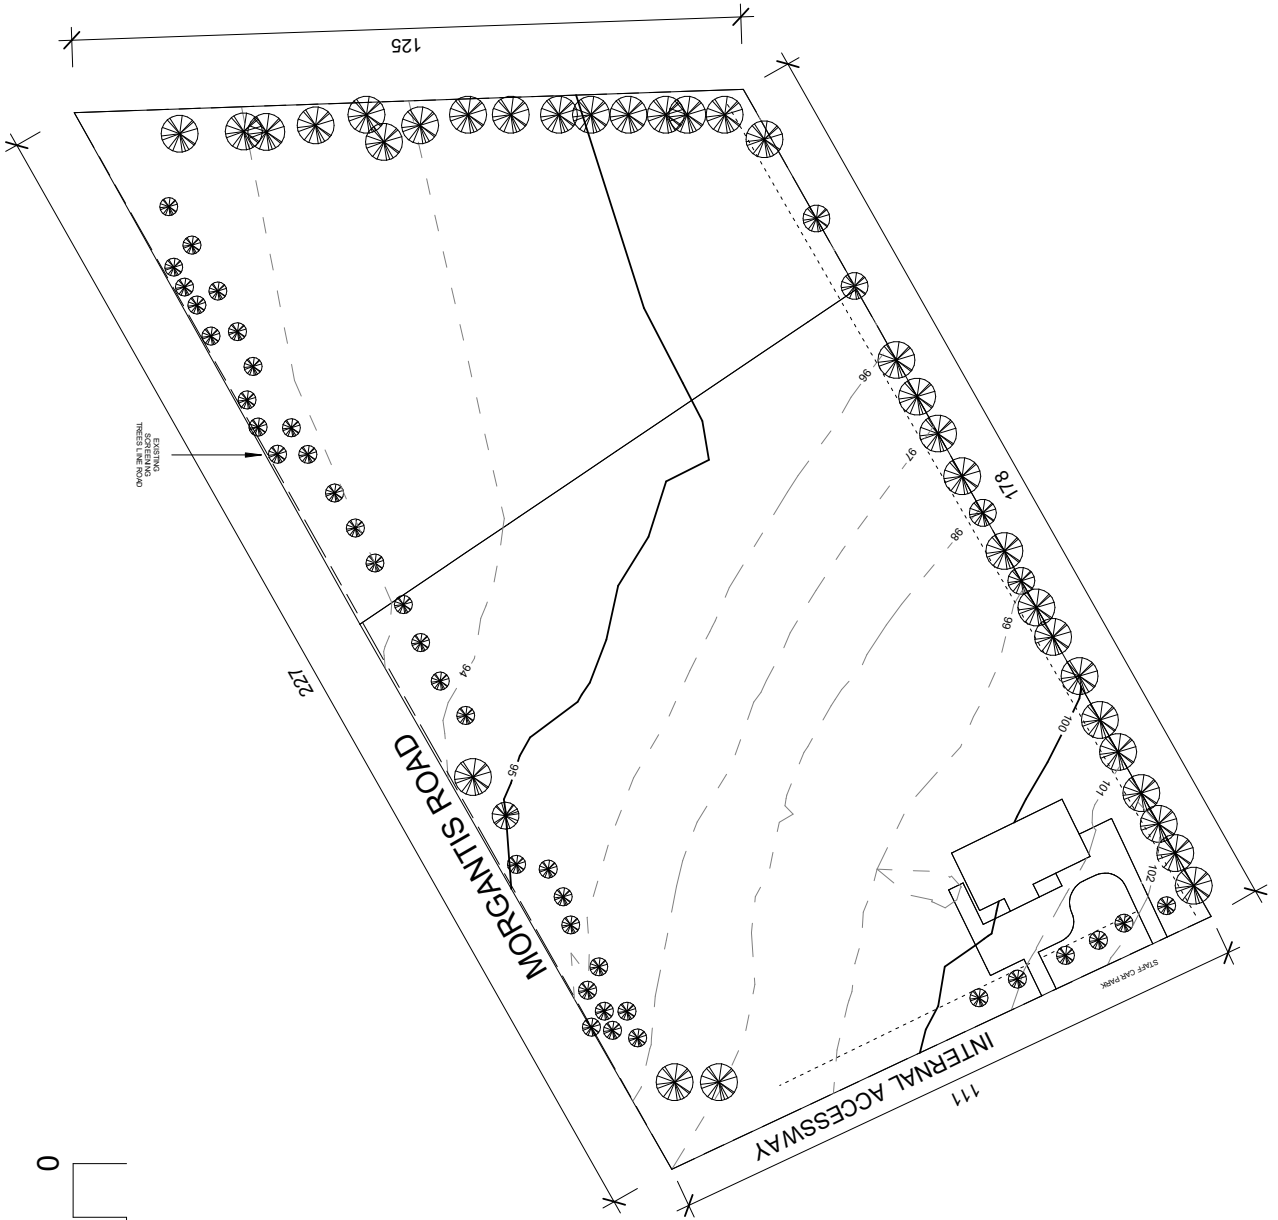 125
EXISTING
SCREENING
TREES LINE ROAD
96
97
178
98
99
227
94
MORGANTIS ROAD
95
100
101
102
STAFF CAR PARK
INTERNAL ACCESSWAY
111
0